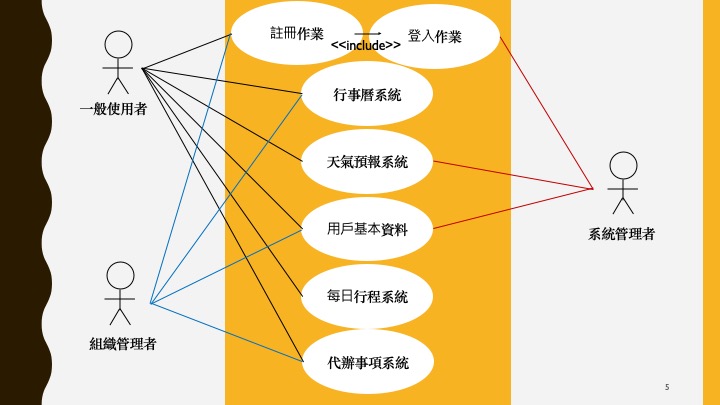 註冊作業
登入作業
<<include>>
行事曆系統
一般使用者
天氣預報系統
用戶基本資料
系統管理者
每日行程系統
組織管理者
代辦事項系統
5